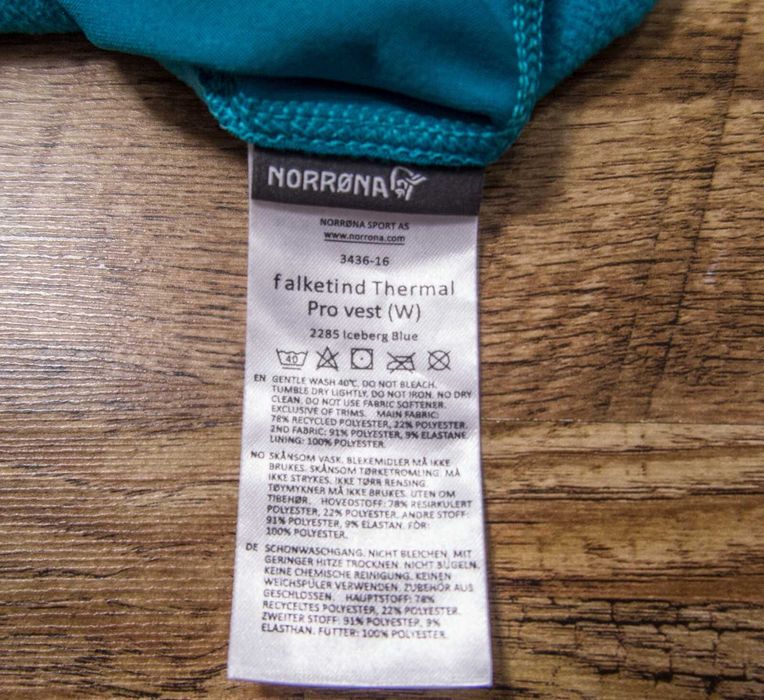 NORRØNA
NORRØNA SPORT AS
www.norrona.com
3436-16
falketind Thermal
Pro vest (W)
2285 Iceberg Blue
40
EN GENTLE WASH 40℃. DO NOT BLEACH.
TUMBLE DRY LIGHTLY. DO NOT IRON. NO DRY
CLEAN. DO NOT USE FABRIC SOFTENER.
EXCLUSIVE OF TRIMS. MAIN FABRIC:
78% RECYCLED POLYESTER, 22% POLYESTER.
2ND FABRIC: 91% POLYESTER, 9% ELASTANE.
LINING: 100% POLYESTER.
NO SKÅNSOM VASK. BLEKEMIDLER MÅ IKKE
BRUKES. SKÅNSOM TØRKETROMLING. MÅ
IKKE STRYKES. IKKE TØRR RENSING.
TØYMYKNER MÅ IKKE BRUKES. UTEN OM
TIBEHØR. HOVEDSTOFF: 78% RESIRKULERT
POLYESTER, 22% POLYESTER. ANDRE STOFF:
91% POLYESTER, 9% ELASTAN. FÔR:
100% POLYESTER.
DE SCHONWASCHGANG. NICHT BLEICHEN. MIT
GERINGER HITZE TROCKNEN. NICHT BÜGELN.
KEINE CHEMISCHE REINIGUNG. KEINEN
WEICHSPÜLER VERWENDEN. ZUBEHÖR AUS
GESCHLOSSEN. HAUPTSTOFF: 78%
RECYCELTES POLYESTER, 22% POLYESTER.
ZWEITER STOFF: 91% POLYESTER, 9%
ELASTHAN. FUTTER: 100% POLYESTER.